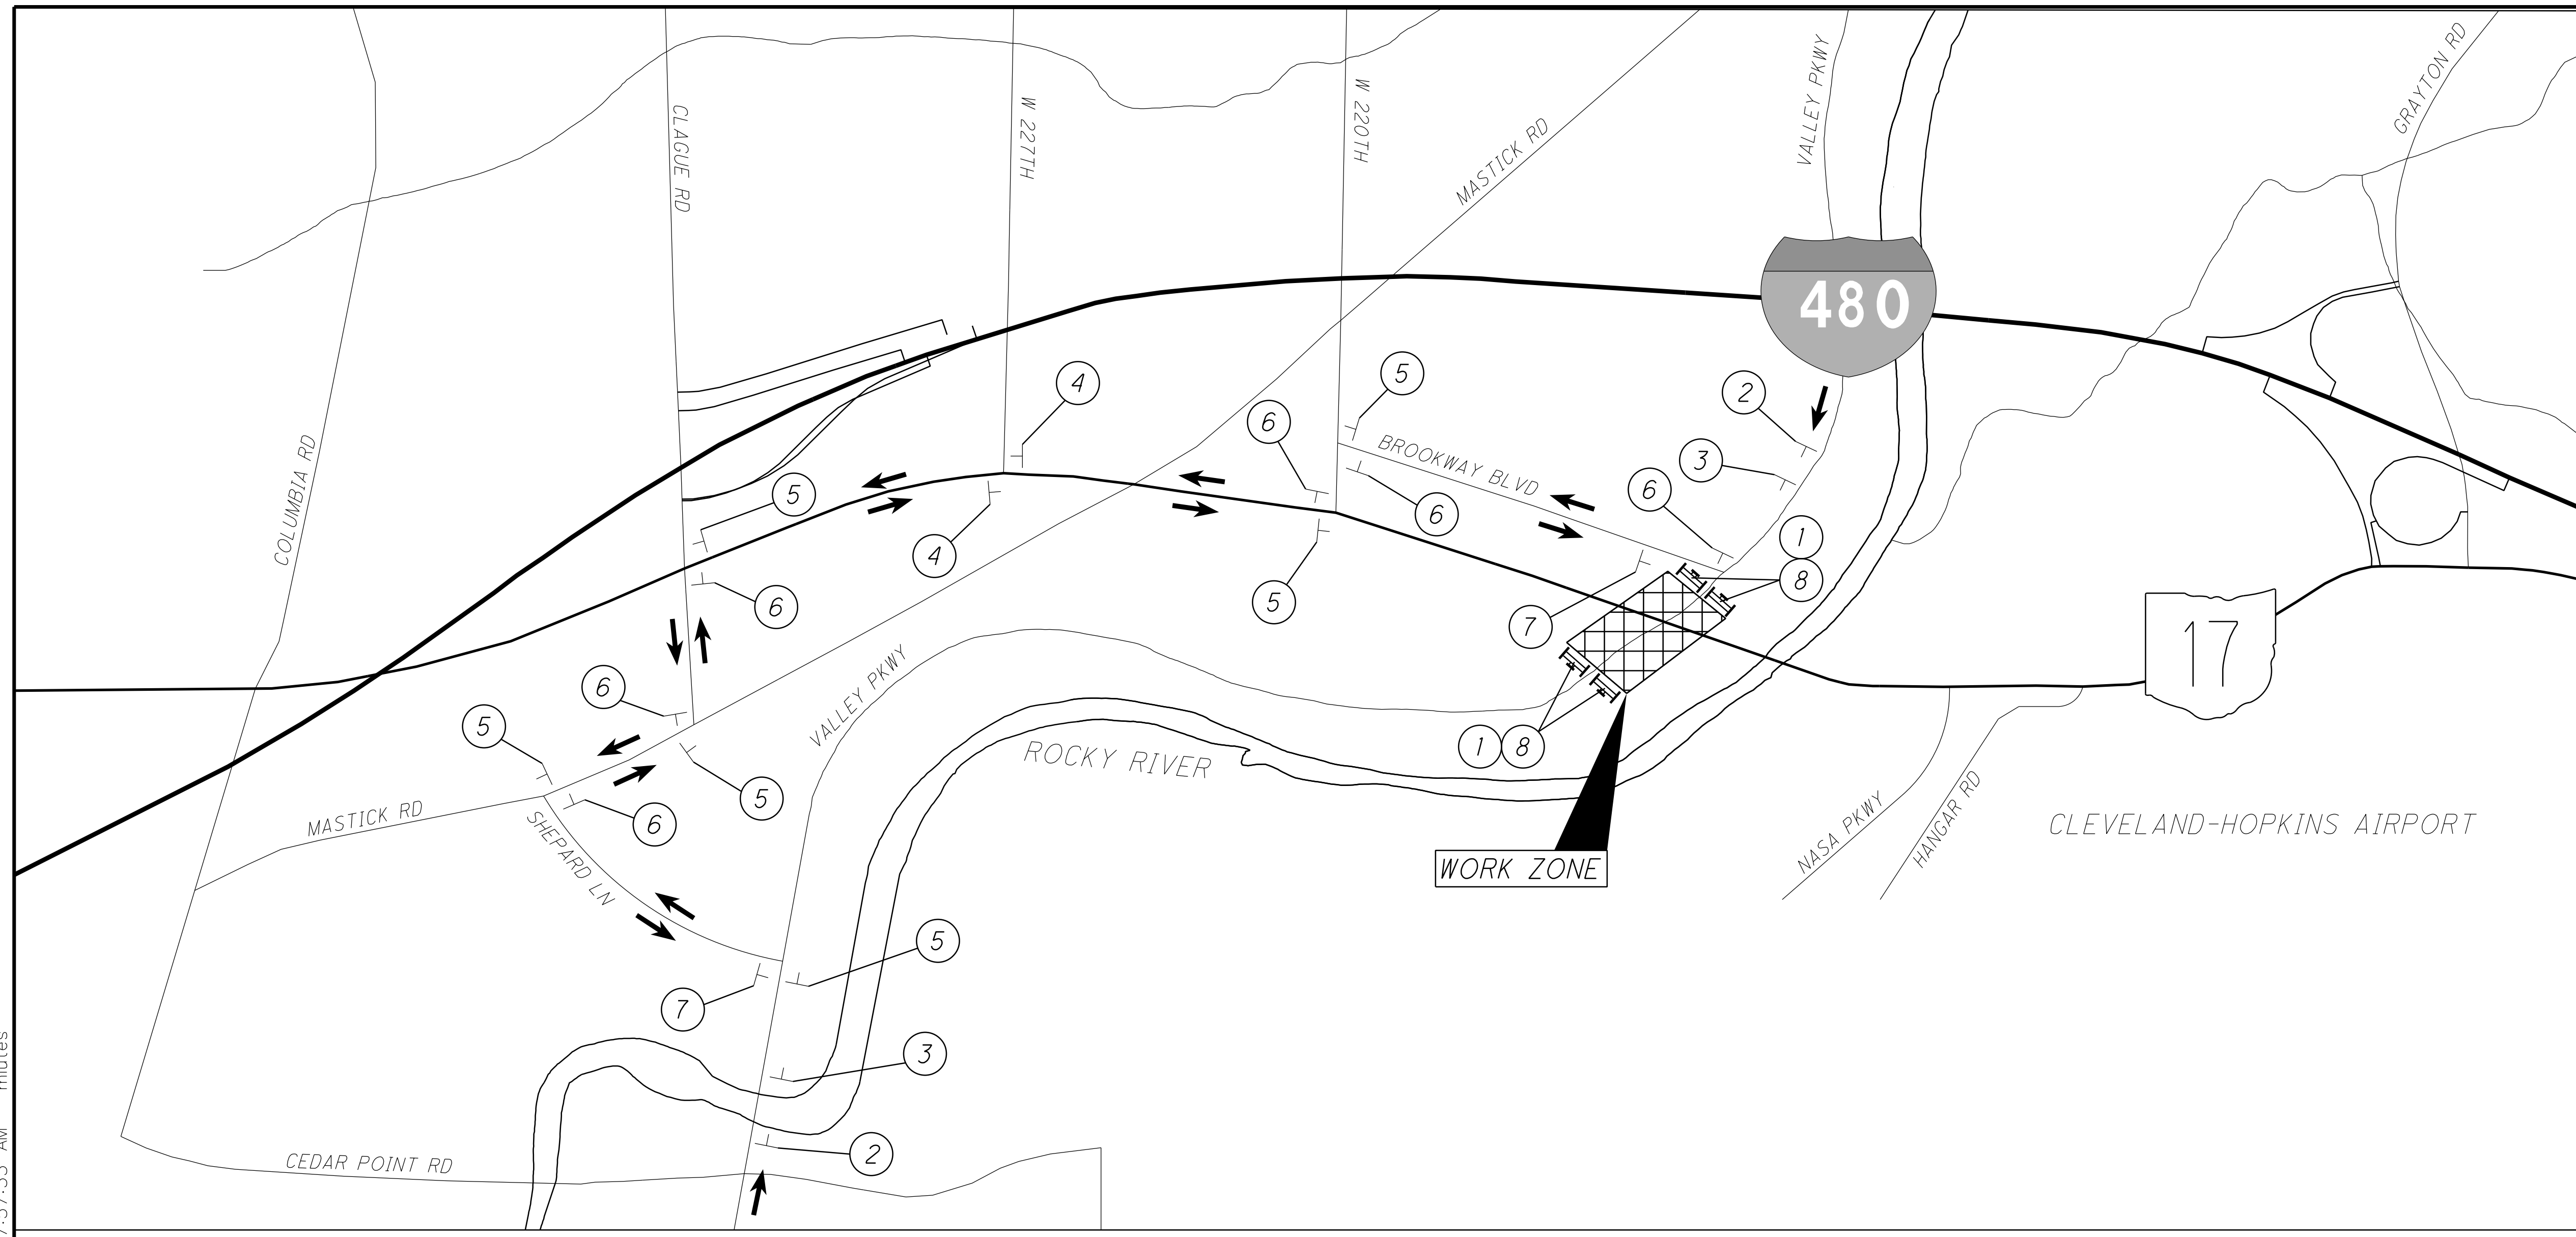 GRAYTON RD
VALLEY PKWY
W 220TH
W 227TH
CLAGUE RD
MASTICK RD
480
4
5
2
6
BROOKWAY BLVD
3
COLUMBIA RD
5
6
6
1
4
8
5
6
7
17
VALLEY PKWY
6
5
ROCKY RIVER
1 8
5
MASTICK RD
6
SHEPARD LN
WORK ZONE
NASA PKWY
HANGAR RD
CLEVELAND-HOPKINS AIRPORT
5
7
3
2
CEDAR POINT RD